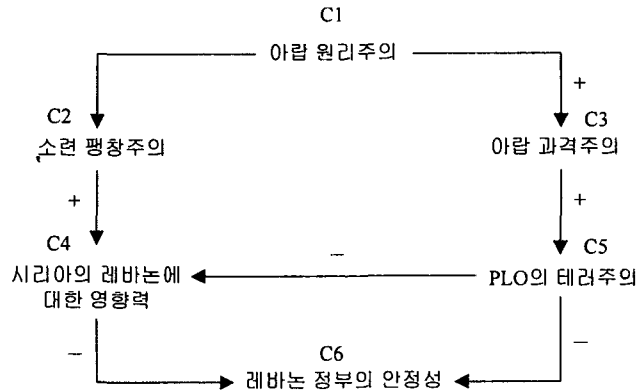 C1
아랍 원리주의
+
C2
C3
소련 팽창주의
아랍 과격주의
+
+
C4
C5
시리아의 레바논에
대한 영향력
−
PLO의 테러주의
−
−
C6
레바논 정부의 안정성